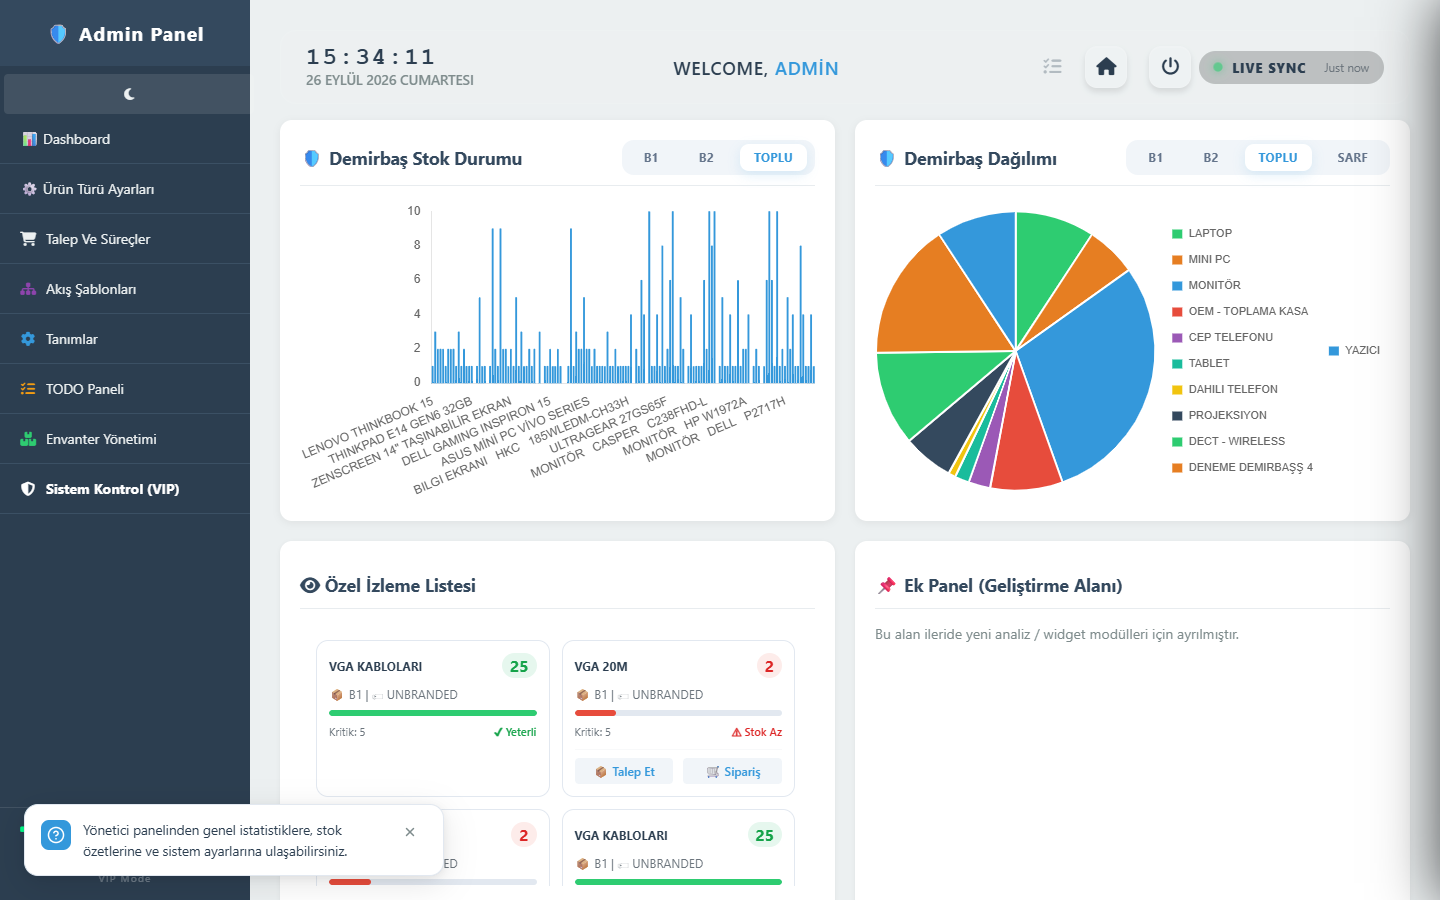 Admin Panel
Dashboard
Ürün Türü Ayarları
Talep Ve Süreçler
Akış Şablonları
Tanımlar
TODO Paneli
Envanter Yönetimi
Sistem Kontrol (VIP)
VIP Mode
15:34:11
26 EYLÜL 2026 CUMARTESI
WELCOME, ADMİN
LIVE SYNC Just now
Demirbaş Stok Durumu
B1 B2 TOPLU
10
8
6
4
2
0
LENOVO THINKBOOK 15
THINKPAD E14 GEN6 32GB
ZENSCREEN 14" TAŞINABİLİR EKRAN
DELL GAMING INSPIRON 15
ASUS MİNİ PC VİVO SERIES
BILGI EKRANI HKC 185WLEDM-CH33H
ULTRAGEAR 27GS65F
MONITÖR CASPER C238FHD-L
MONITÖR HP W1972A
MONITÖR DELL P2717H
Demirbaş Dağılımı
B1 B2 TOPLU SARF
LAPTOP
MINI PC
MONITÖR
OEM - TOPLAMA KASA
CEP TELEFONU
TABLET
DAHILI TELEFON
PROJEKSIYON
DECT - WIRELESS
DENEME DEMIRBAŞŞ 4
YAZICI
Özel İzleme Listesi
VGA KABLOLARI 25
B1 | UNBRANDED
Kritik: 5 Yeterli
VGA 20M 2
B1 | UNBRANDED
Kritik: 5 Stok Az
Talep Et Sipariş
2
ED
VGA KABLOLARI 25
B1 | UNBRANDED
Ek Panel (Geliştirme Alanı)
Bu alan ileride yeni analiz / widget modülleri için ayrılmıştır.
Yönetici panelinden genel istatistiklere, stok
özetlerine ve sistem ayarlarına ulaşabilirsiniz.